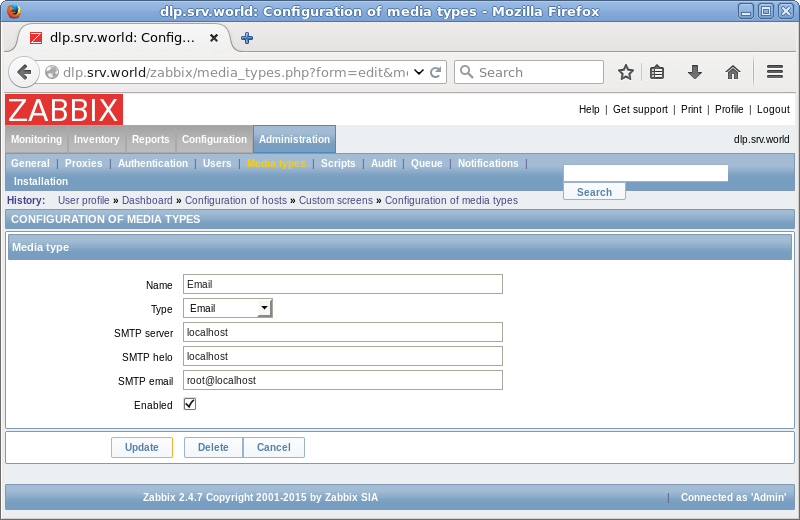 dlp.srv.world: Configuration of media types - Mozilla Firefox
dlp.srv.world: Config...
dlp.srv.world/zabbix/media_types.php?form=edit&m
Search
ZABBIX
Help | Get support | Print | Profile | Logout
Monitoring Inventory Reports Configuration Administration
dlp.srv.world
General | Proxies | Authentication | Users | Media types | Scripts | Audit | Queue | Notifications |
Installation
Search
History: User profile » Dashboard » Configuration of hosts » Custom screens » Configuration of media types
CONFIGURATION OF MEDIA TYPES
Media type
Name Email
Type Email
SMTP server localhost
SMTP helo localhost
SMTP email root@localhost
Enabled
Update Delete Cancel
Zabbix 2.4.7 Copyright 2001-2015 by Zabbix SIA | Connected as 'Admin'